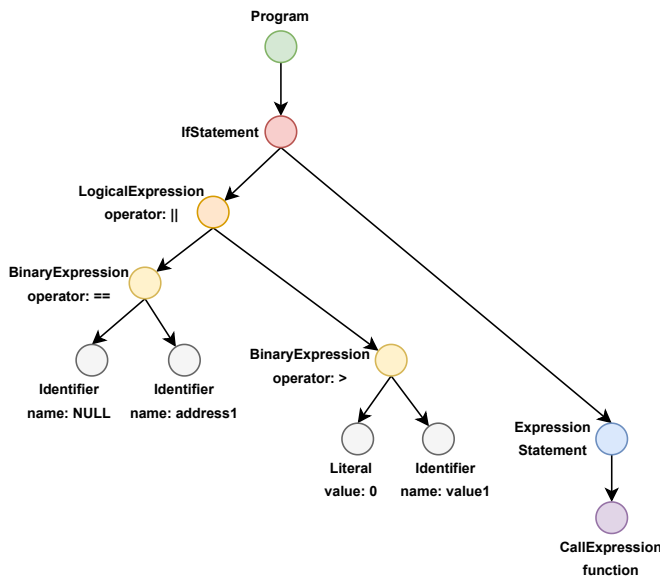 Program
IfStatement
LogicalExpression
operator: ||
BinaryExpression
operator: ==
Identifier
name: NULL
Identifier
name: address1
BinaryExpression
operator: >
Literal
value: 0
Identifier
name: value1
Expression
Statement
CallExpression
function